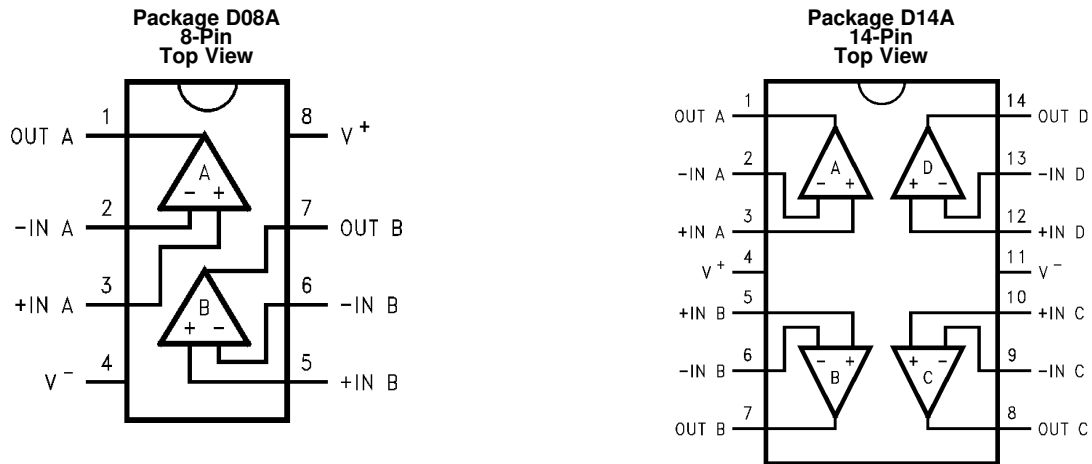 Package D08A
8-Pin
Top View
1
OUT A
8
V+
A
- +
2
-IN A
7
OUT B
3
+IN A
6
-IN B
B
+ -
4
V-
5
+IN B
Package D14A
14-Pin
Top View
1
OUT A
14
OUT D
2
-IN A
13
-IN D
A
- +
D
+ -
3
+IN A
12
+IN D
4
V+
11
V-
5
+IN B
10
+IN C
6
-IN B
9
-IN C
- +
B
+ -
C
7
OUT B
8
OUT C